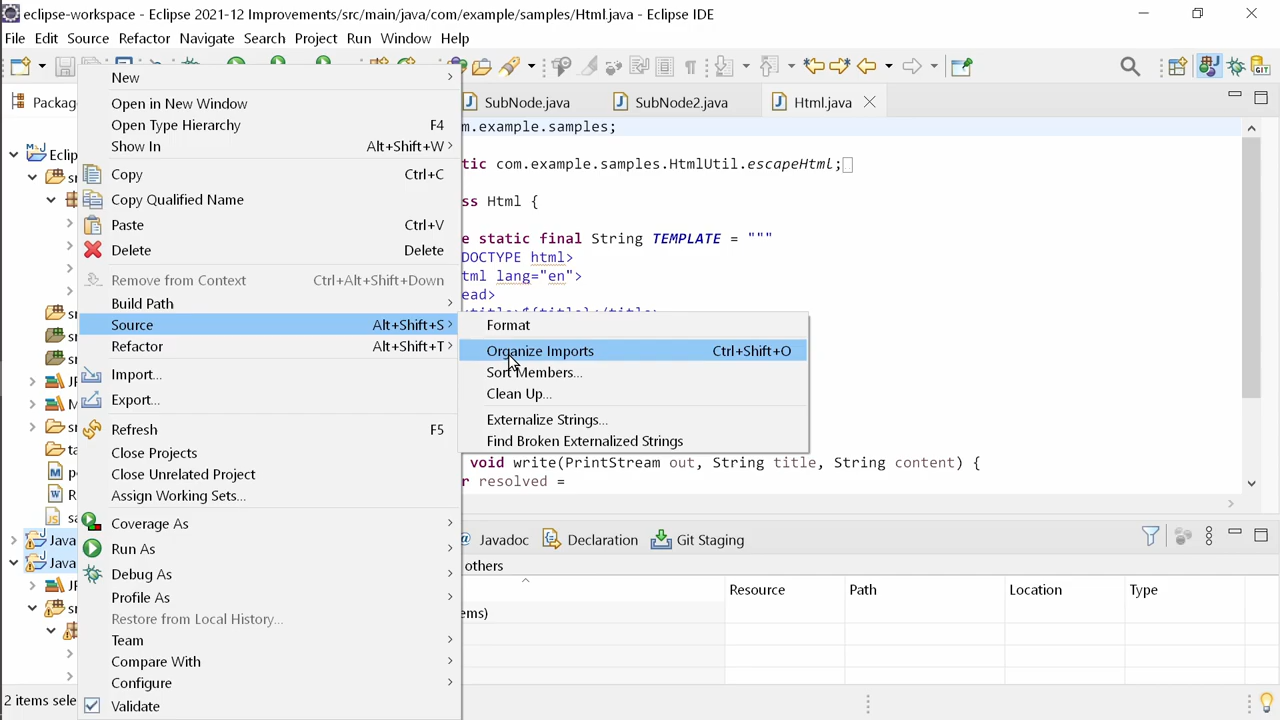 eclipse-workspace - Eclipse 2021-12 Improvements/src/main/java/com/example/samples/Html.java - Eclipse IDE
File Edit Source Refactor Navigate Search Project Run Window Help
Packag
SubNode.java
SubNode2.java
Html.java
Eclip
sr
Java
Java
2 items sele
New
Open in New Window
Open Type Hierarchy F4
Show In Alt+Shift+W
Copy Ctrl+C
Copy Qualified Name
Paste Ctrl+V
Delete Delete
Remove from Context Ctrl+Alt+Shift+Down
Build Path
Source Alt+Shift+S
Refactor Alt+Shift+T
Import...
Export...
Refresh F5
Close Projects
Close Unrelated Project
Assign Working Sets...
Coverage As
Run As
Debug As
Profile As
Restore from Local History...
Team
Compare With
Configure
Validate
Format
Organize Imports Ctrl+Shift+O
Sort Members...
Clean Up...
Externalize Strings...
Find Broken Externalized Strings
m.example.samples;
tic com.example.samples.HtmlUtil.escapeHtml;
ss Html {
e static final String TEMPLATE = """
DOCTYPE html>
tml lang="en">
ead>
void write(PrintStream out, String title, String content) {
r resolved =
Javadoc Declaration Git Staging
others
Resource Path Location Type
ems)